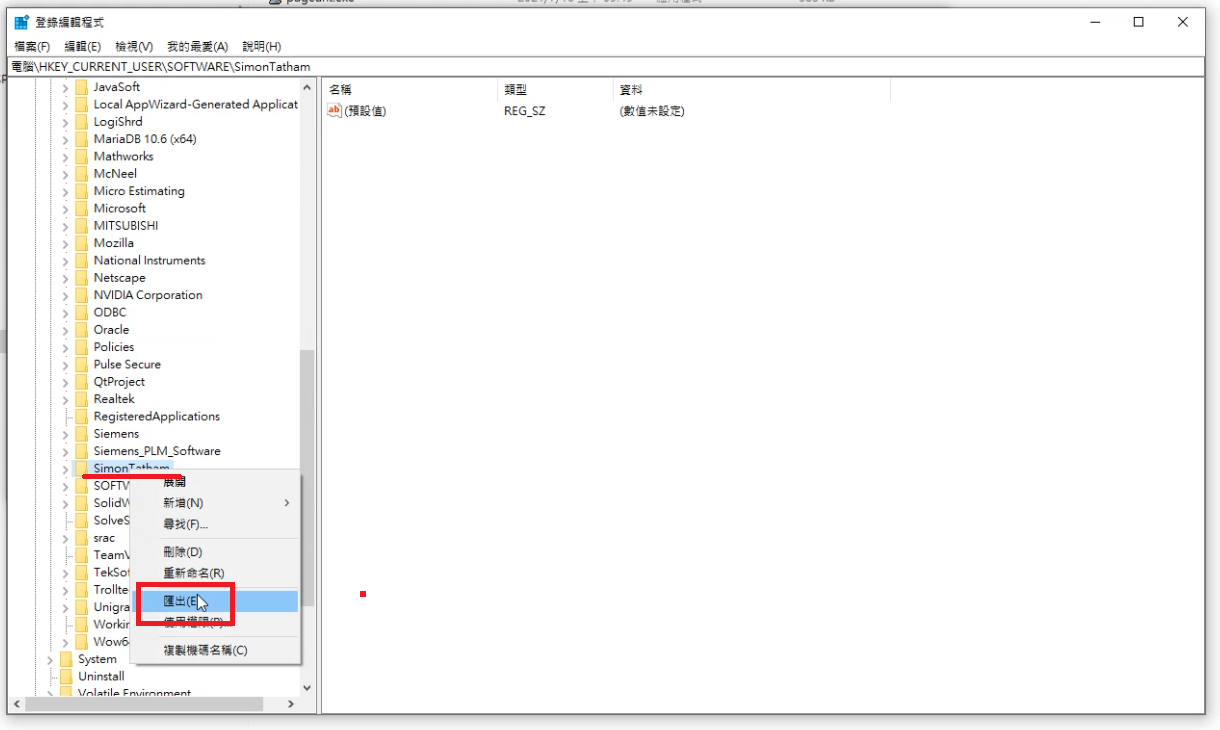 pageant.exe
登錄編輯程式
檔案(F) 編輯(E) 檢視(V) 我的最愛(A) 說明(H)
電腦\HKEY_CURRENT_USER\SOFTWARE\SimonTatham
名稱 類型 資料
(預設值) REG_SZ (數值未設定)
JavaSoft
Local AppWizard-Generated Applicat
LogiShrd
MariaDB 10.6 (x64)
Mathworks
McNeel
Micro Estimating
Microsoft
MITSUBISHI
Mozilla
National Instruments
Netscape
NVIDIA Corporation
ODBC
Oracle
Policies
Pulse Secure
QtProject
Realtek
RegisteredApplications
Siemens
Siemens_PLM_Software
SimonTatham
SOFTW
SolidW
SolveS
srac
TeamV
TekSof
Trollte
Unigra
Workin
Wow6
System
Uninstall
Volatile Environment
展開
新增(N)
尋找(F)...
刪除(D)
重新命名(R)
匯出(E)
使用權限(P)...
複製機碼名稱(C)